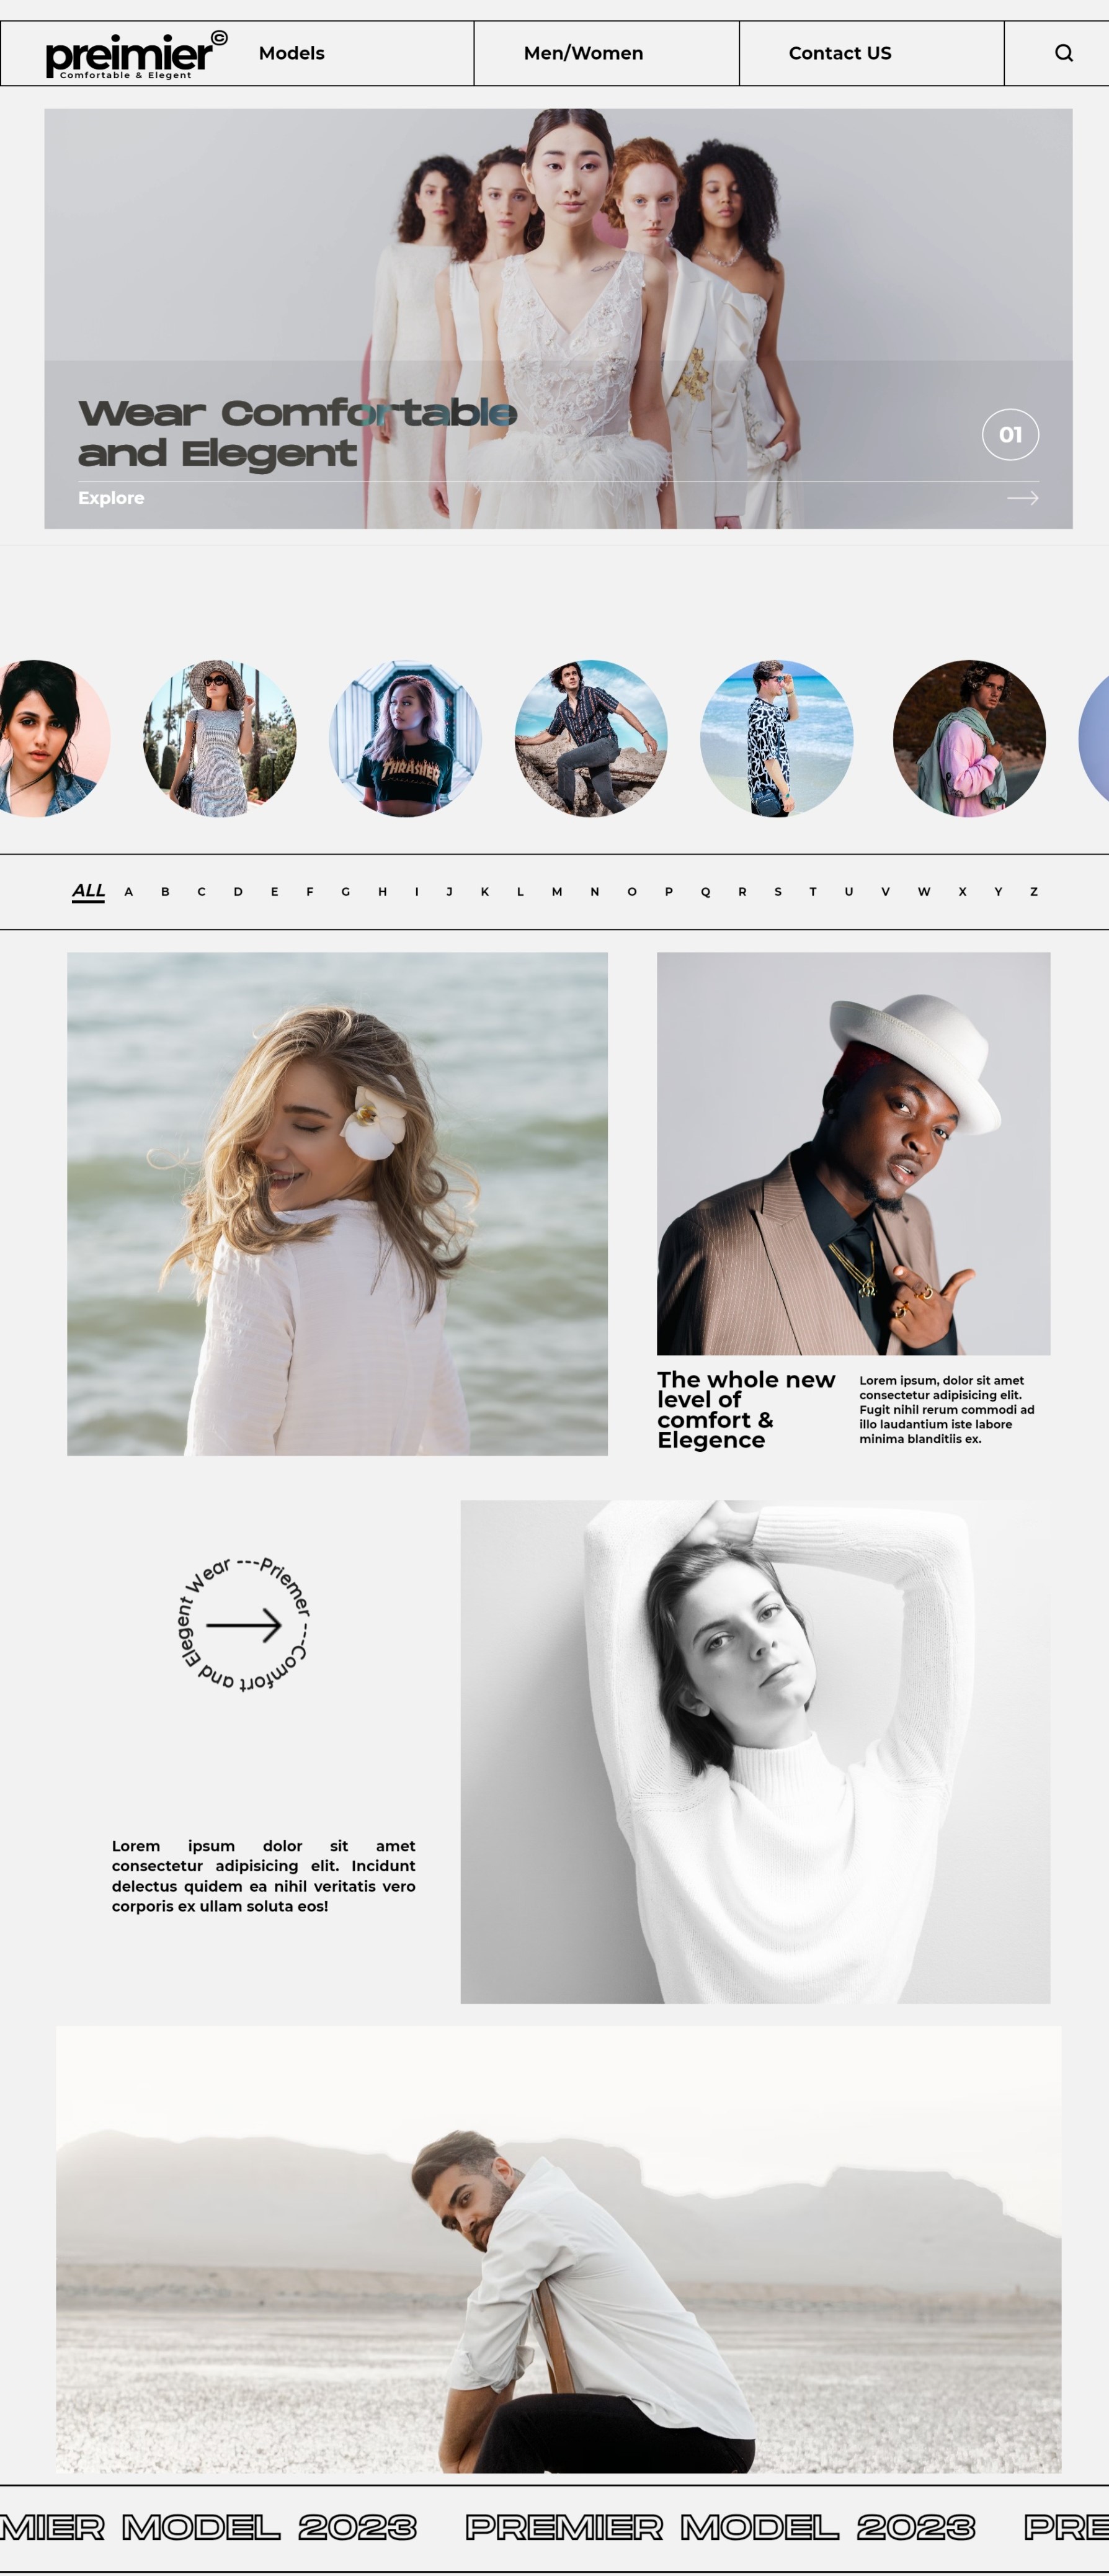 preimier©
Comfortable & Elegent
Models
Men/Women
Contact US
Wear Comfortable
and Elegent
01
Explore
THRASHER
ALL A B C D E F G H I J K L M N O P Q R S T U V W X Y Z
The whole new
level of
comfort &
Elegence
Lorem ipsum, dolor sit amet
consectetur adipisicing elit.
Fugit nihil rerum commodi ad
illo laudantium iste labore
minima blanditiis ex.
Priemer ---Comfort and Elegent Wear ---
Lorem ipsum dolor sit amet
consectetur adipisicing elit. Incidunt
delectus quidem ea nihil veritatis vero
corporis ex ullam soluta eos!
MIER MODEL 2023 PREMIER MODEL 2023 PRE